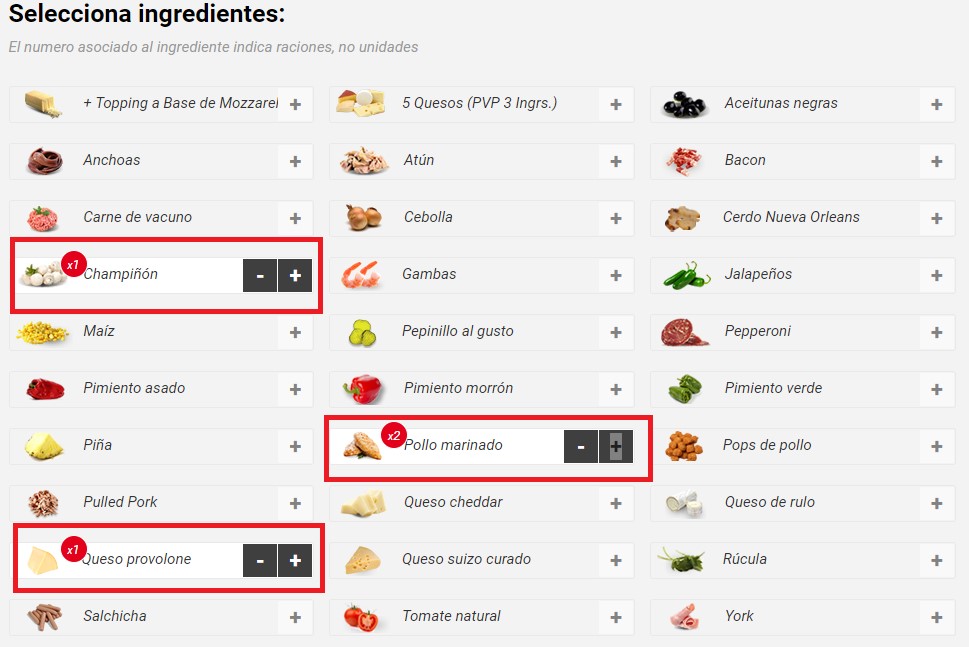 Selecciona ingredientes:
El numero asociado al ingrediente indica raciones, no unidades
+ Topping a Base de Mozzarel +
5 Quesos (PVP 3 Ingrs.) +
Aceitunas negras +
Anchoas +
Atún +
Bacon +
Carne de vacuno +
Cebolla +
Cerdo Nueva Orleans +
x1 Champiñón - +
Gambas +
Jalapeños +
Maíz +
Pepinillo al gusto +
Pepperoni +
Pimiento asado +
Pimiento morrón +
Pimiento verde +
Piña +
x2 Pollo marinado - +
Pops de pollo +
Pulled Pork +
Queso cheddar +
Queso de rulo +
x1 Queso provolone - +
Queso suizo curado +
Rúcula +
Salchicha +
Tomate natural +
York +